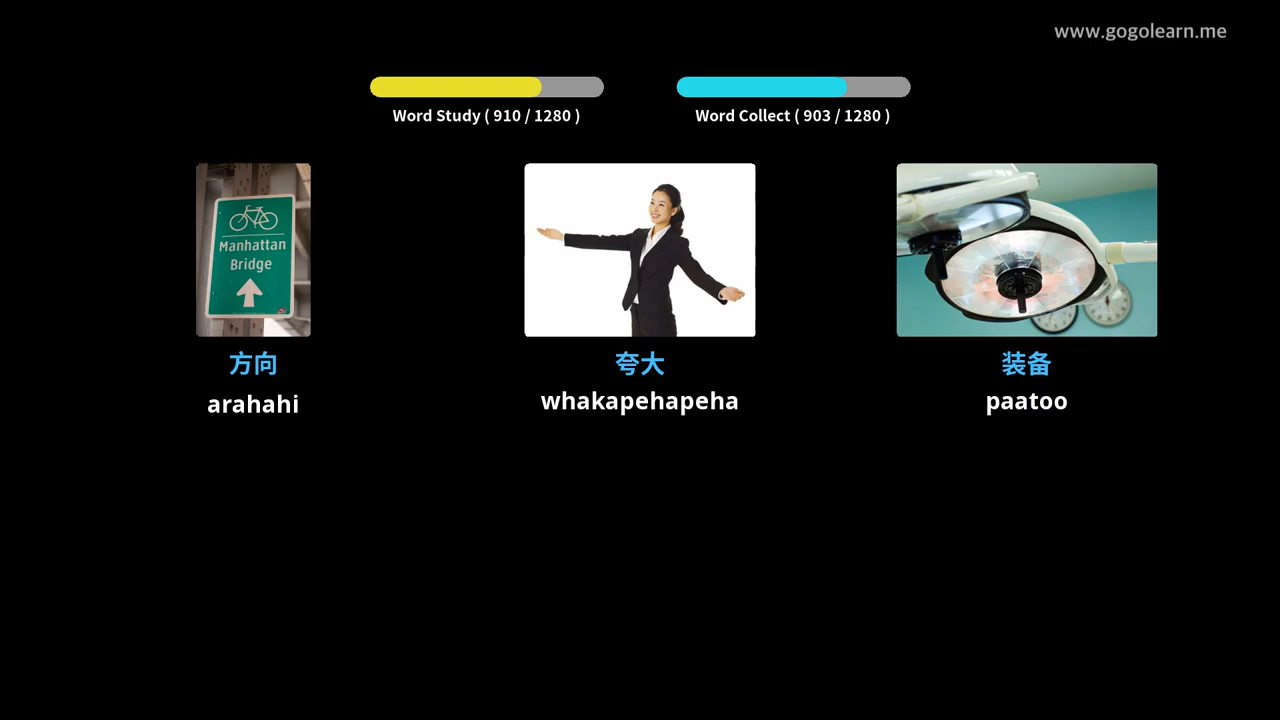 www.gogolearn.me
Word Study ( 910 / 1280 )
Word Collect ( 903 / 1280 )
Manhattan
Bridge
方向
夸大
装备
arahahi
whakapehapeha
paatoo